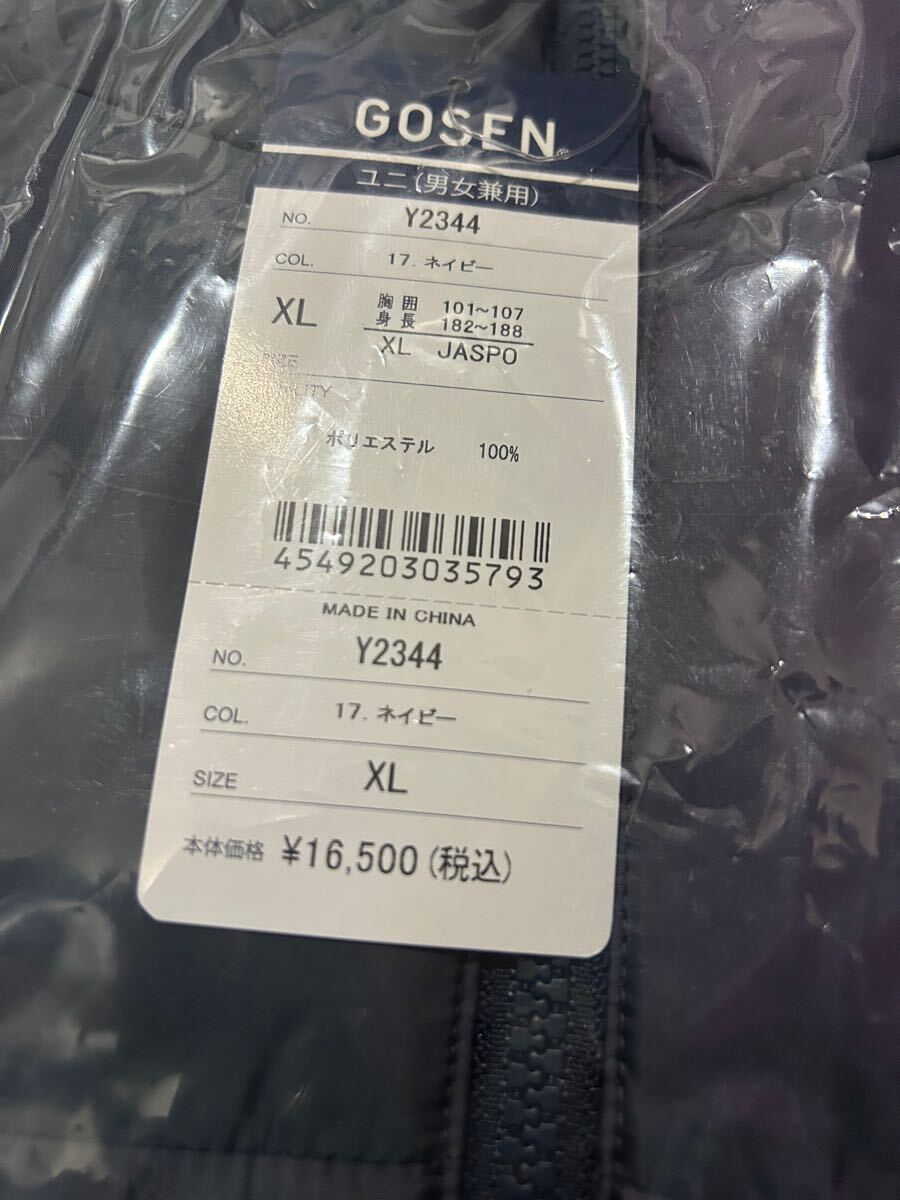 GOSEN
ユニ(男女兼用)
NO. Y2344
COL. 17. ネイビー
XL 胸囲 101~107
身長 182~188
XL JASPO
ポリエステル 100%
4549203035793
MADE IN CHINA
NO. Y2344
COL. 17. ネイビー
SIZE XL
本体価格 ¥16,500(税込)